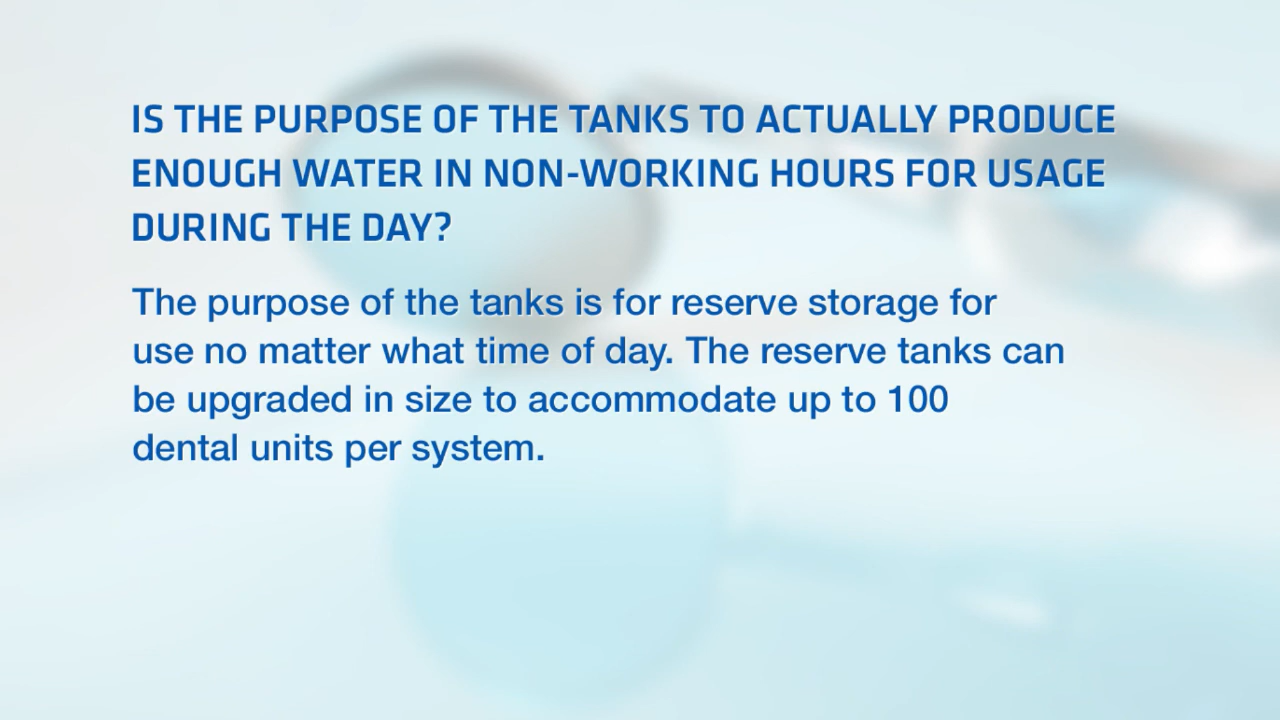 IS THE PURPOSE OF THE TANKS TO ACTUALLY PRODUCE
ENOUGH WATER IN NON-WORKING HOURS FOR USAGE
DURING THE DAY?
The purpose of the tanks is for reserve storage for
use no matter what time of day. The reserve tanks can
be upgraded in size to accommodate up to 100
dental units per system.